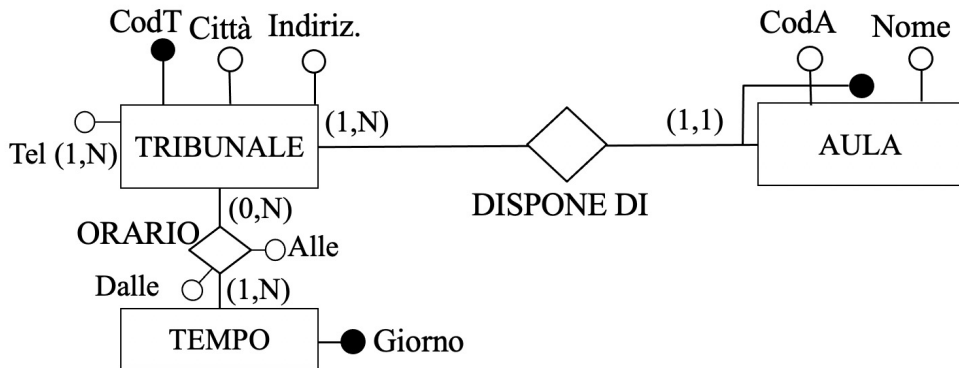 CodT Città Indiriz.
CodA Nome
Tel (1,N)
TRIBUNALE
(1,N)
(1,1)
AULA
DISPONE DI
(0,N)
ORARIO
Alle
Dalle
(1,N)
TEMPO
Giorno